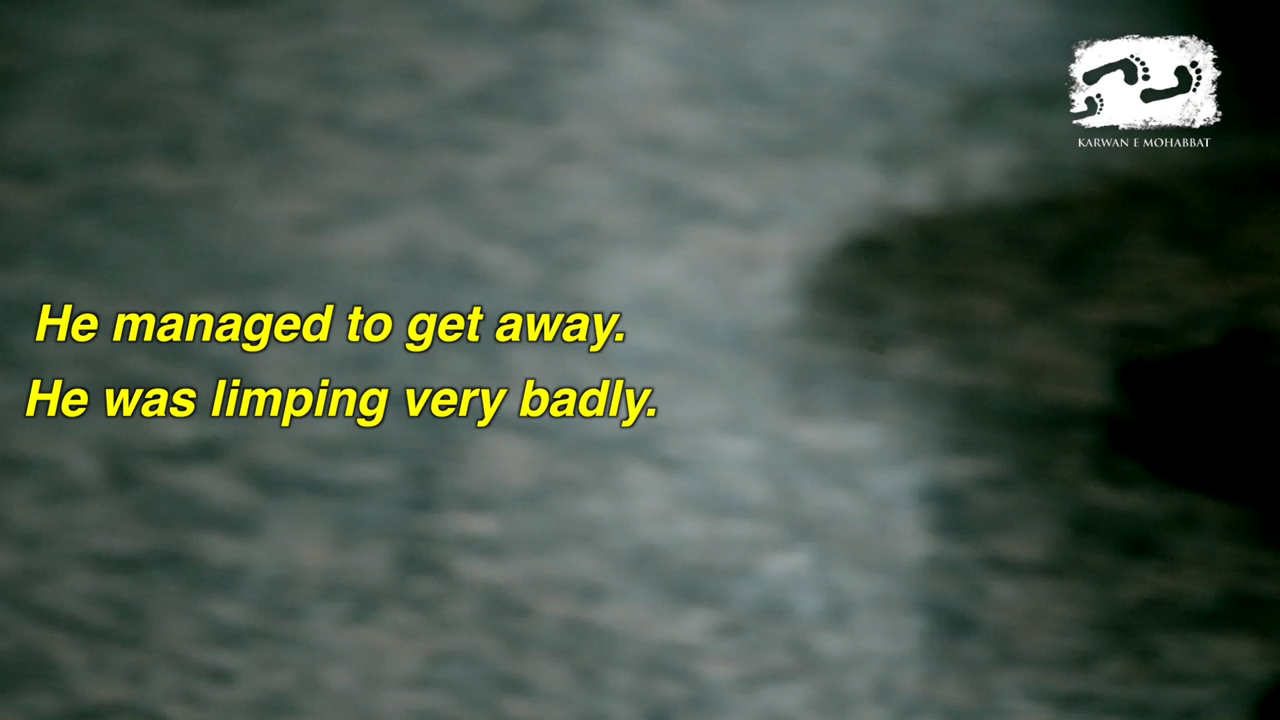 KARWAN E MOHABBAT
He managed to get away.
He was limping very badly.